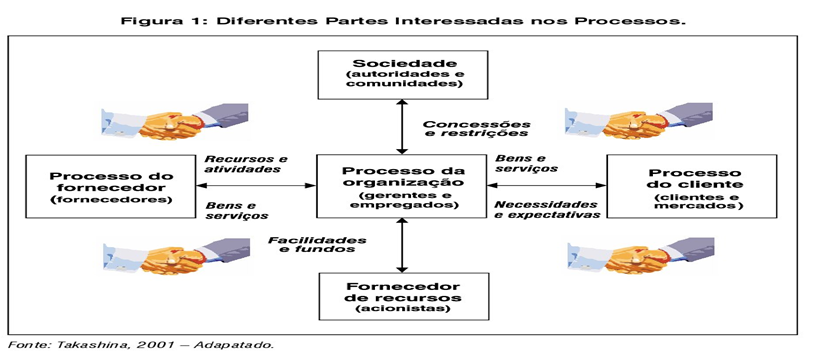 Figura 1: Diferentes Partes Interessadas nos Processos.
Sociedade
(autoridades e
comunidades)
Concessões
e restrições
Processo do
fornecedor
(fornecedores)
Recursos e
atividades
Bens e
serviços
Processo da
organização
(gerentes e
empregados)
Bens e
serviços
Necessidades
e expectativas
Processo
do cliente
(clientes e
mercados)
Facilidades
e fundos
Fornecedor
de recursos
(acionistas)
Fonte: Takashina, 2001 – Adapatado.